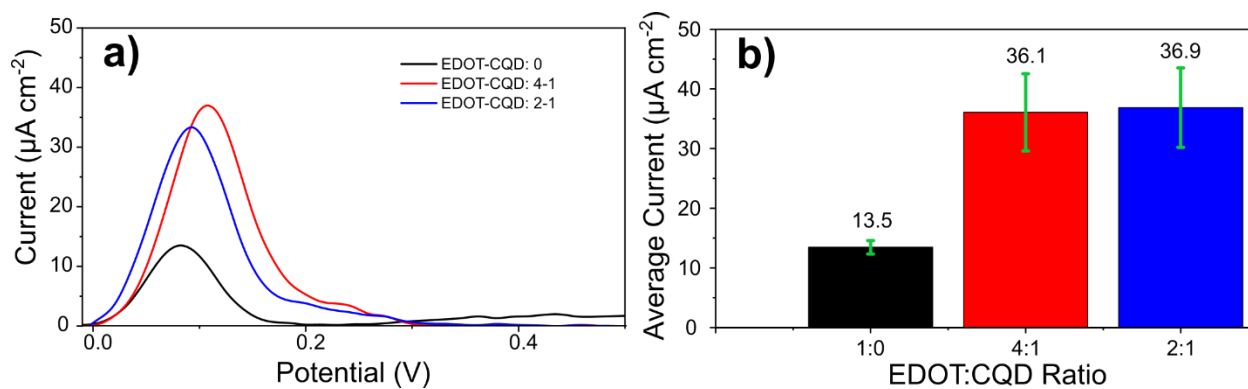 a)
EDOT-CQD: 0
EDOT-CQD: 4-1
EDOT-CQD: 2-1
50
40
30
20
10
0
Current (µA cm⁻²)
0.0
0.2
0.4
Potential (V)
b)
50
40
30
20
10
0
Average Current (µA cm⁻²)
13.5
36.1
36.9
1:0
4:1
2:1
EDOT:CQD Ratio